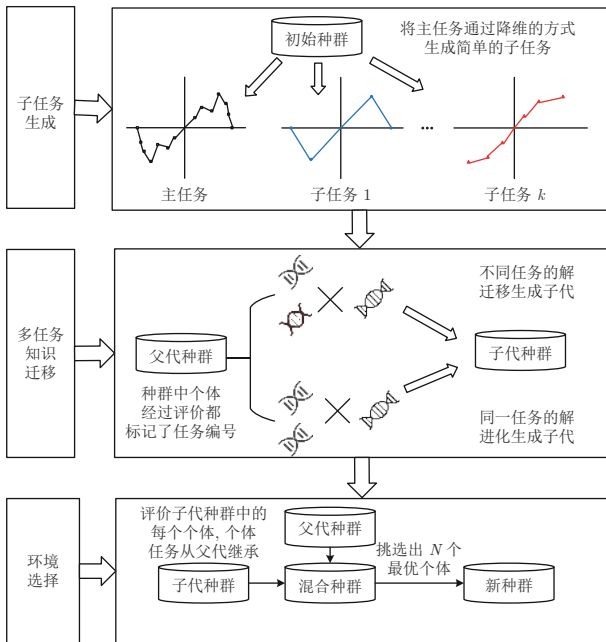 初始种群
将主任务通过降维的方式
生成简单的子任务
子任务
生成
...
主任务
子任务 1
子任务 k
不同任务的解
迁移生成子代
多任务
知识
迁移
父代种群
子代种群
种群中个体
经过评价都
标记了任务编号
同一任务的解
进化生成子代
评价子代种群中的
每个个体, 个体
任务从父代继承
父代种群
挑选出 N 个
最优个体
环境
选择
子代种群
混合种群
新种群